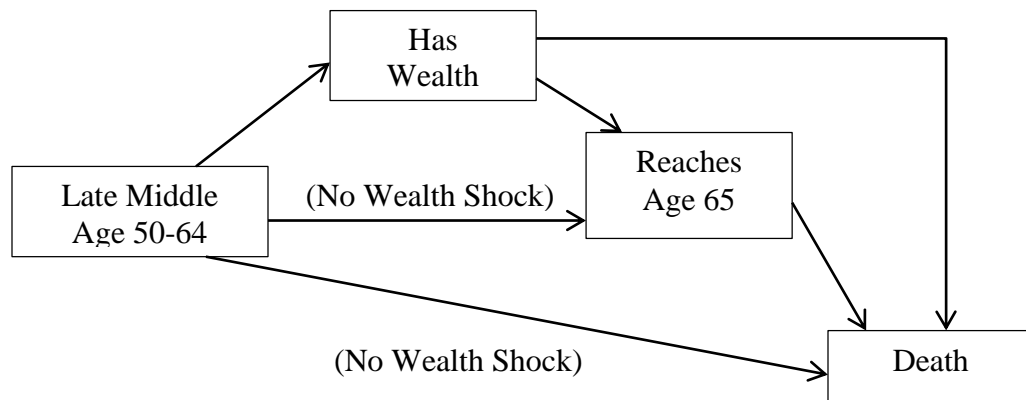 Has
Wealth
Reaches
Age 65
(No Wealth Shock)
Late Middle
Age 50-64
(No Wealth Shock)
Death